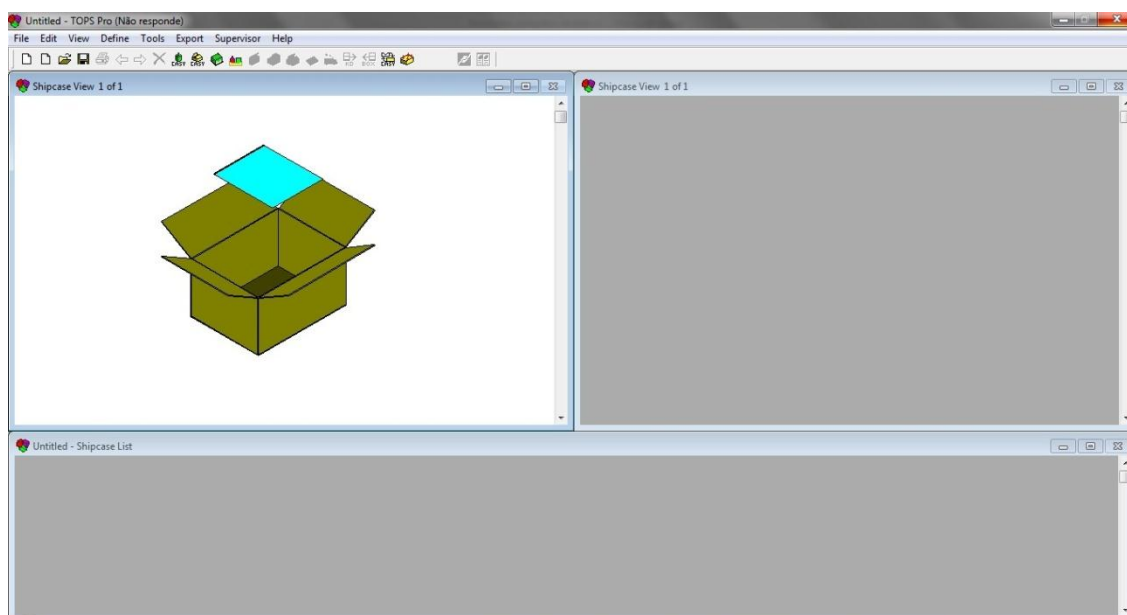 Untitled - TOPS Pro (Não responde)
File Edit View Define Tools Export Supervisor Help
Shipcase View 1 of 1
Shipcase View 1 of 1
Untitled - Shipcase List